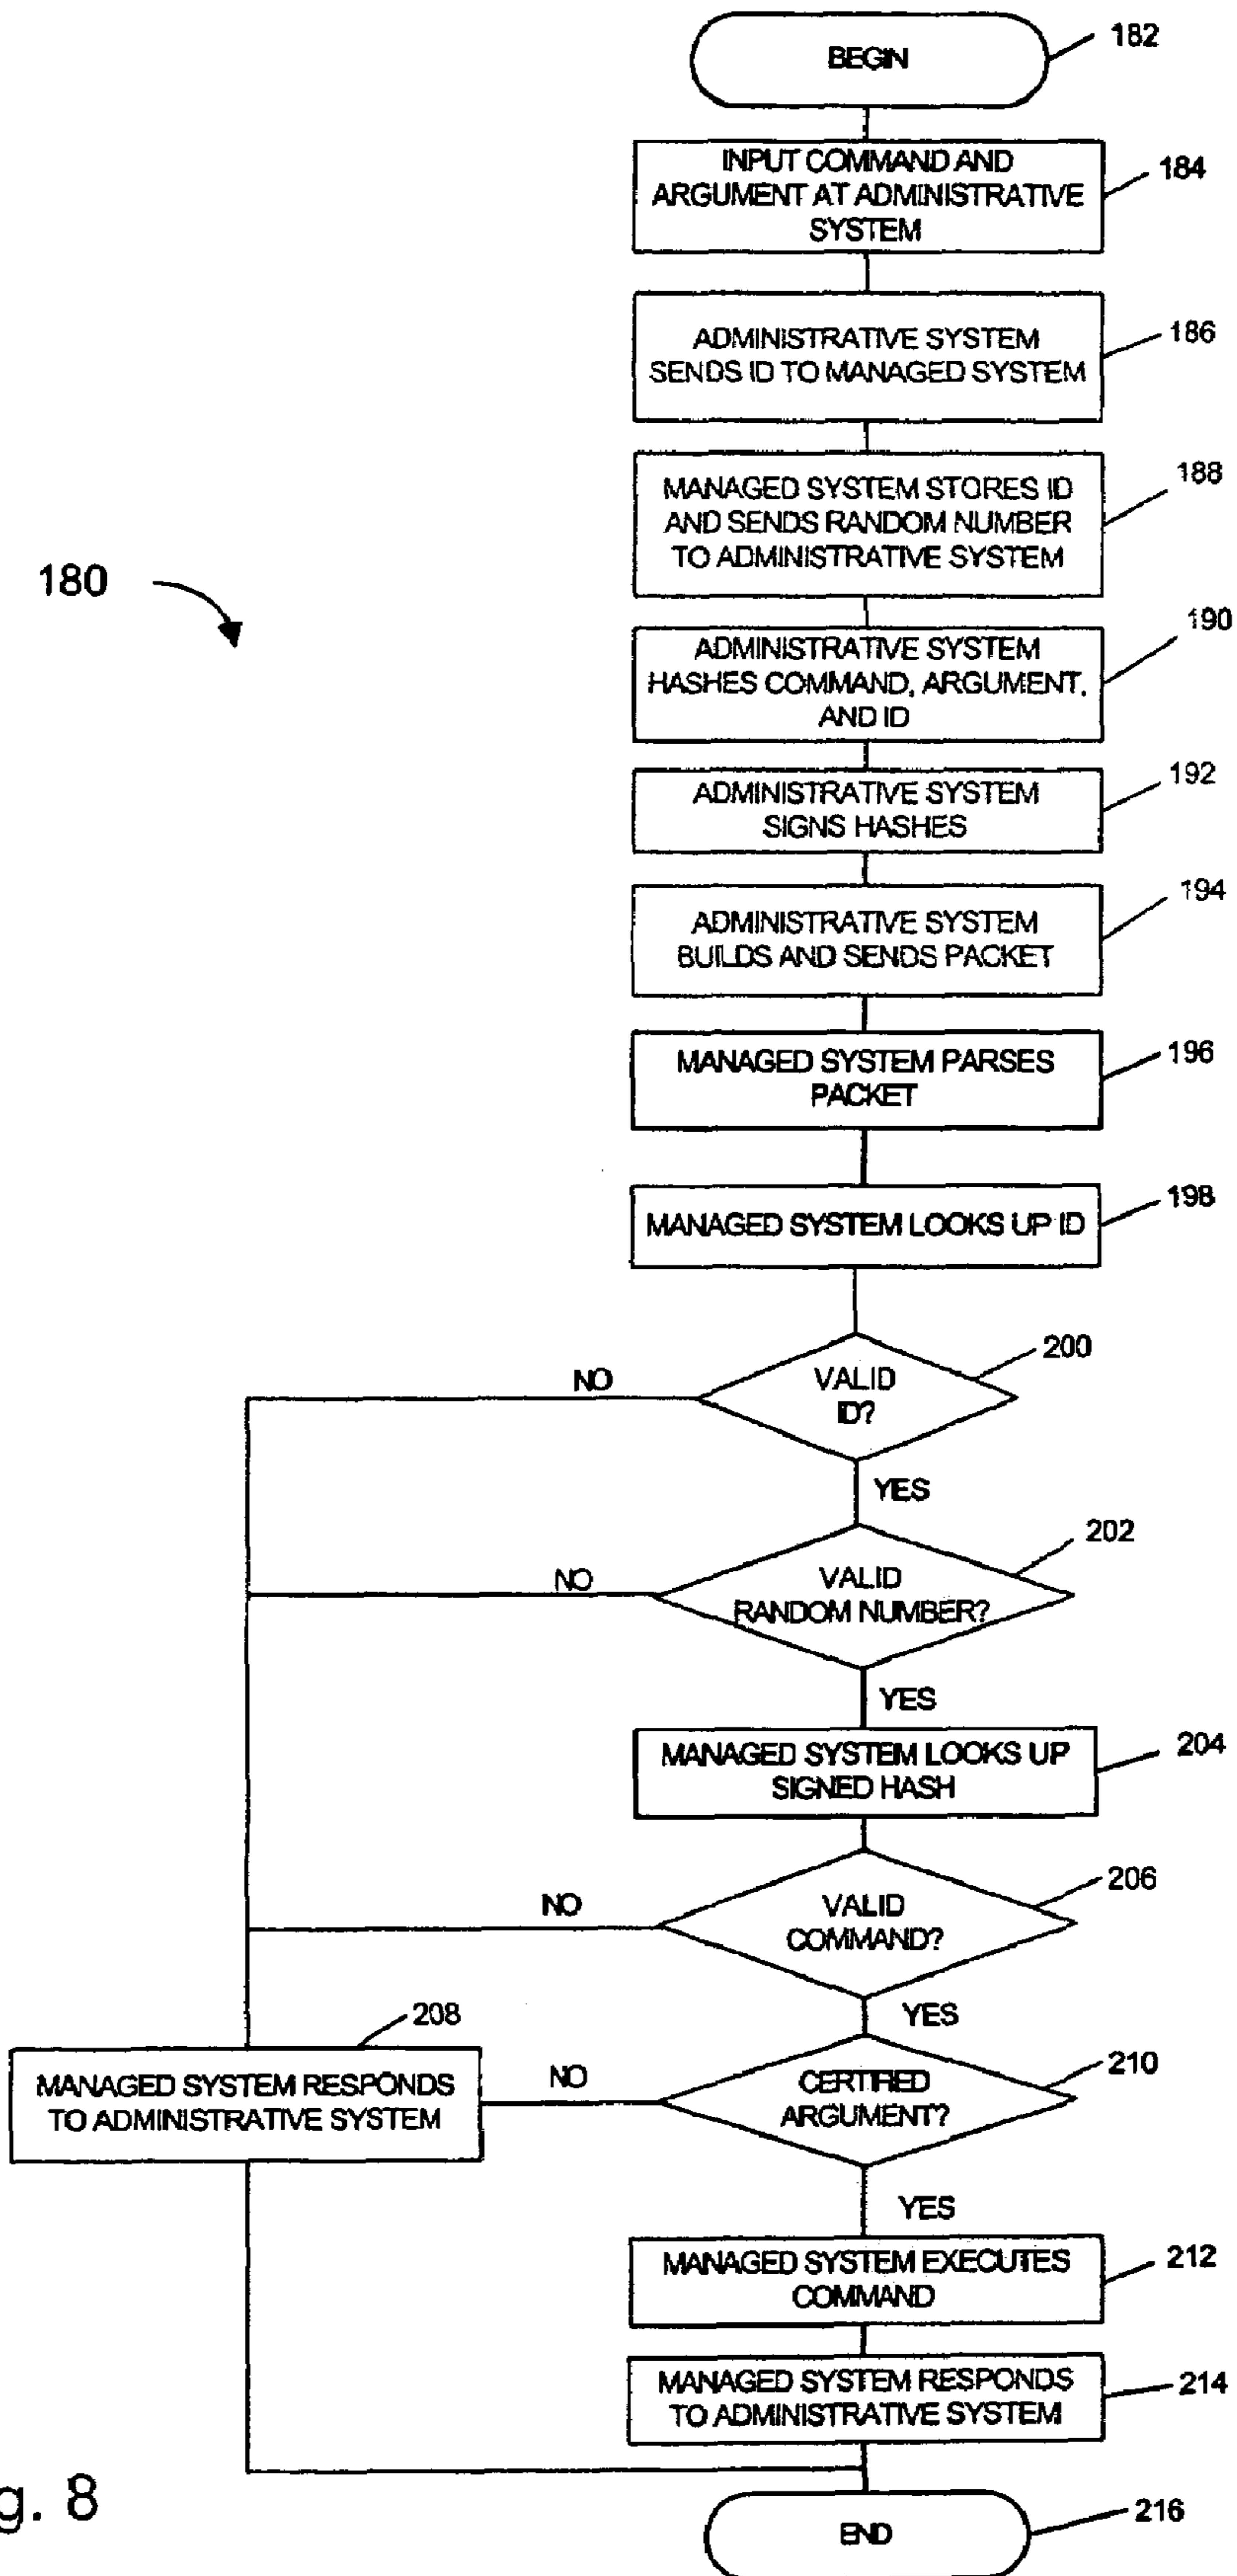 BEGIN
182
INPUT COMMAND AND
ARGUMENT AT ADMINISTRATIVE
SYSTEM
184
ADMINISTRATIVE SYSTEM
SENDS ID TO MANAGED SYSTEM
186
MANAGED SYSTEM STORES ID
AND SENDS RANDOM NUMBER
TO ADMINISTRATIVE SYSTEM
188
180
ADMINISTRATIVE SYSTEM
HASHES COMMAND, ARGUMENT,
AND ID
190
ADMINISTRATIVE SYSTEM
SIGNS HASHES
192
ADMINISTRATIVE SYSTEM
BUILDS AND SENDS PACKET
194
MANAGED SYSTEM PARSES
PACKET
196
MANAGED SYSTEM LOOKS UP ID
198
VALID
ID?
200
NO
YES
VALID
RANDOM NUMBER?
202
NO
YES
MANAGED SYSTEM LOOKS UP
SIGNED HASH
204
VALID
COMMAND?
206
NO
YES
208
MANAGED SYSTEM RESPONDS
TO ADMINISTRATIVE SYSTEM
NO
CERTIFIED
ARGUMENT?
210
YES
MANAGED SYSTEM EXECUTES
COMMAND
212
MANAGED SYSTEM RESPONDS
TO ADMINISTRATIVE SYSTEM
214
g. 8
END
216